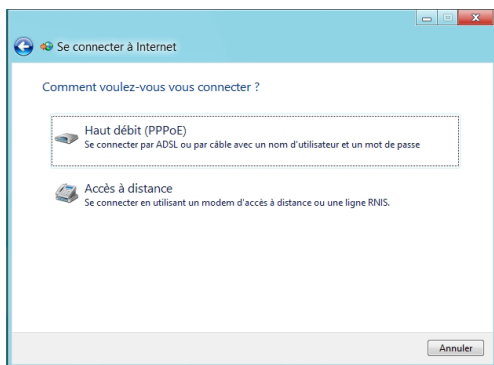 Se connecter à Internet
Comment voulez-vous vous connecter ?
Haut débit (PPPoE)
Se connecter par ADSL ou par câble avec un nom d'utilisateur et un mot de passe
Accès à distance
Se connecter en utilisant un modem d'accès à distance ou une ligne RNIS.
Annuler